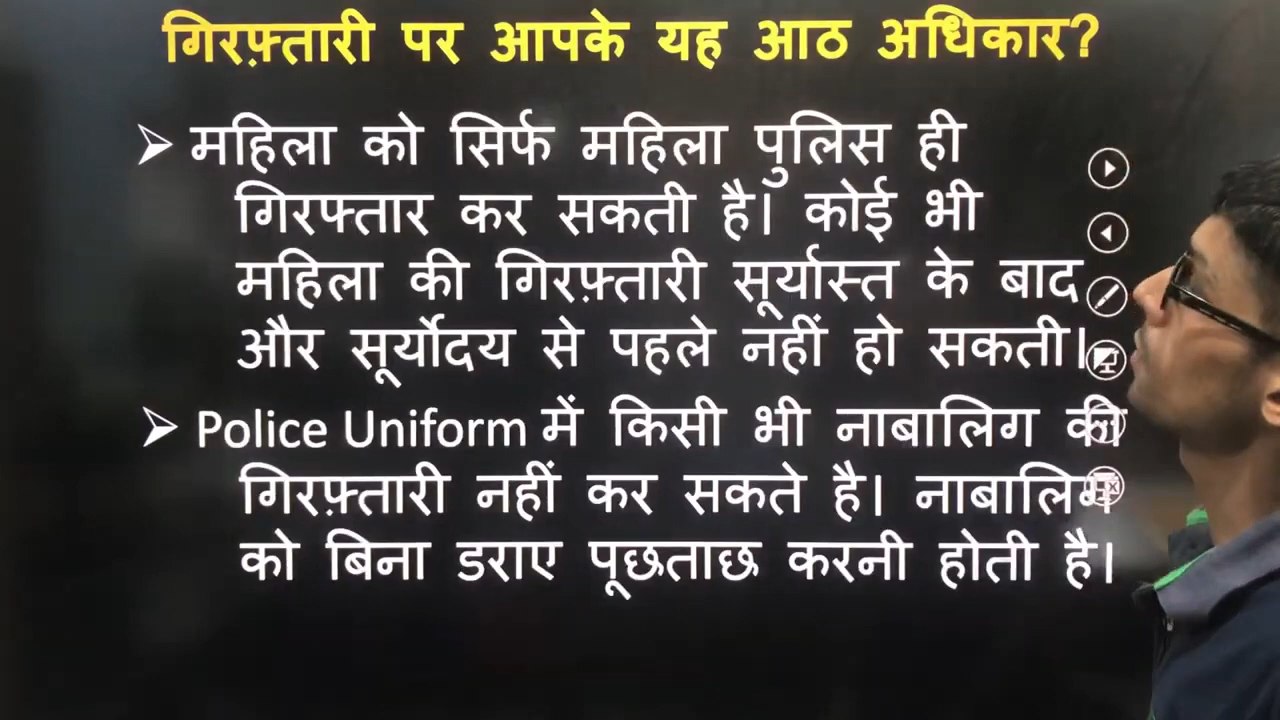 गिरफ़्तारी पर आपके यह आठ अधिकार?
➢ महिला को सिर्फ महिला पुलिस ही
गिरफ्तार कर सकती है। कोई भी
महिला की गिरफ़्तारी सूर्यास्त के बाद
और सूर्योदय से पहले नहीं हो सकती।
➢ Police Uniform में किसी भी नाबालिग की
गिरफ़्तारी नहीं कर सकते है। नाबालिग
को बिना डराए पूछताछ करनी होती है।